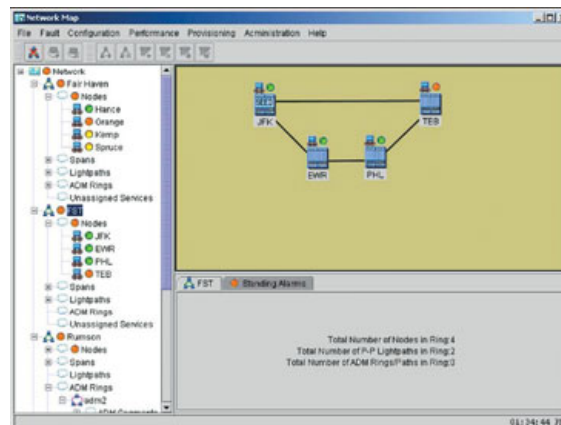 Network Map
File Fault Configuration Performance Provisioning Administration Help
Network
Fair Haven
Nodes
Hance
Orange
Kemp
Spruce
Spans
Lightpaths
ADM Rings
Unassigned Services
FST
Nodes
JFK
EWR
PHL
TEB
Spans
Lightpaths
ADM Rings
Unassigned Services
Rumson
Nodes
Spans
Lightpaths
ADM Rings
adm2
JFK
TEB
EWR
PHL
FST Standing Alarms
Total Number of Nodes in Ring:4
Total Number of P-P Lightpaths in Ring:2
Total Number of ADM Rings/Paths in Ring:3